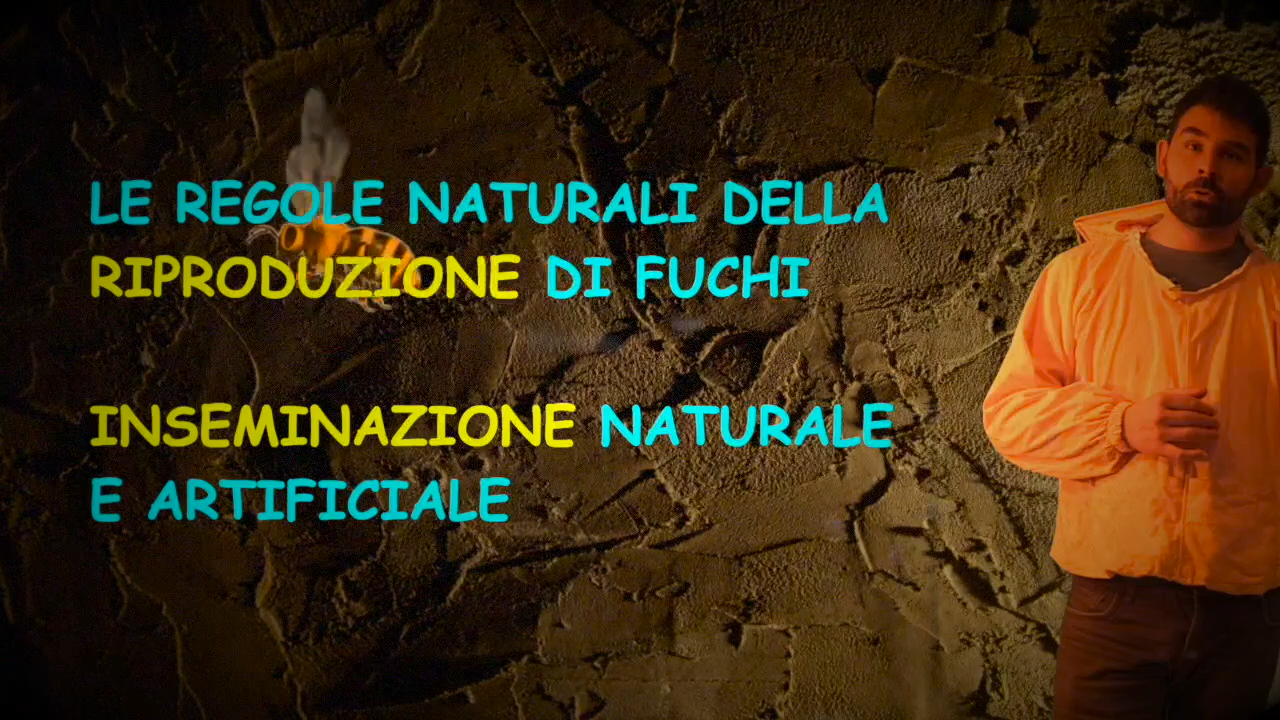 LE REGOLE NATURALI DELLA
RIPRODUZIONE DI FUCHI
INSEMINAZIONE NATURALE
E ARTIFICIALE